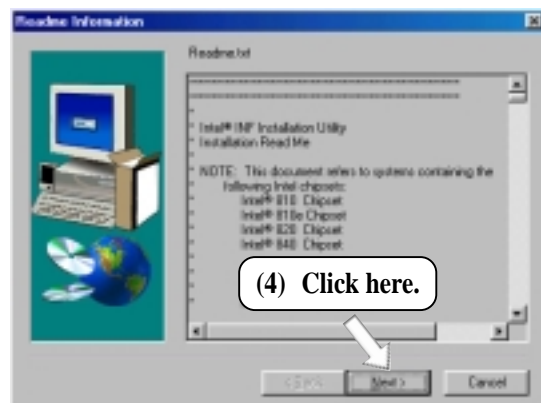 Readme Information
Readme.txt
* Intel® INF Installation Utility
* Installation Read Me
*
* NOTE: This document refers to systems containing the
* following Intel chipsets:
* Intel® 810 Chipset
* Intel® 810e Chipset
* Intel® 820 Chipset
* Intel® 840 Chipset
(4) Click here.
< Back
Next >
Cancel